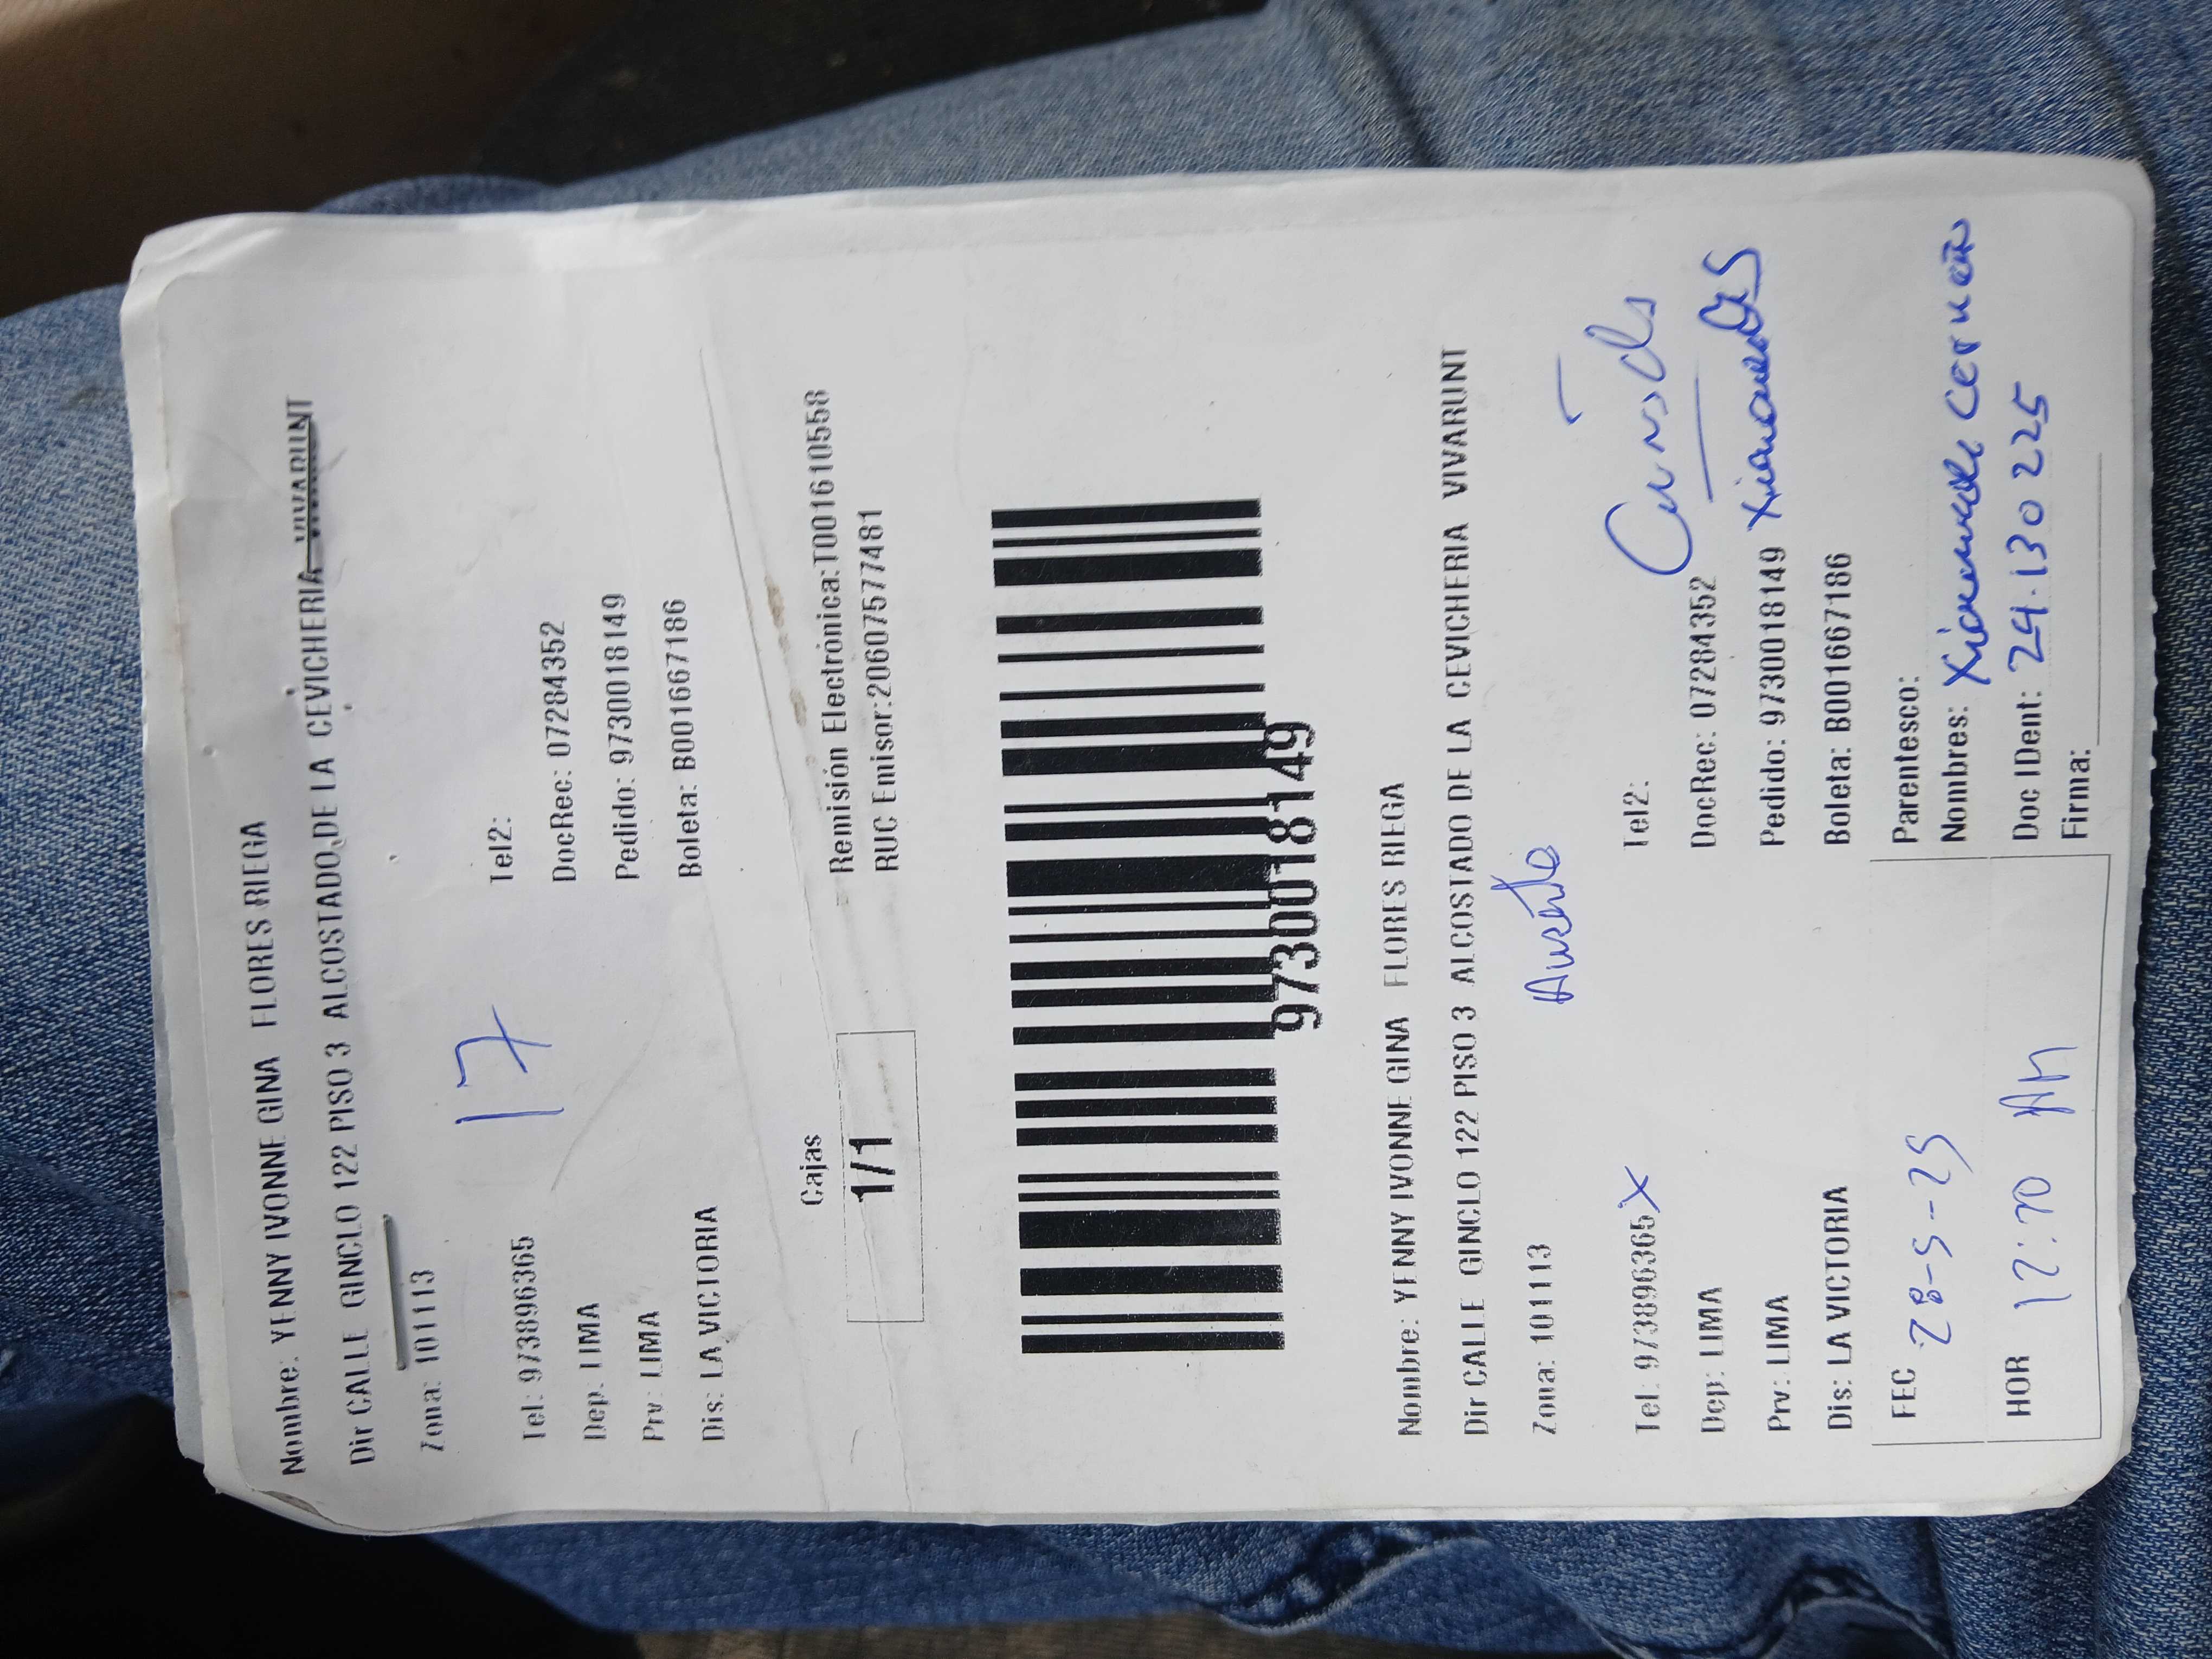 Nombre: YENNY IVONNE GINA FLORES RIEGA
Dir CALLE GINCLO 122 PISO 3 ALCOSTADO DE LA CEVICHERIA VIVARUNT
Zona: 101113
17
Tel: 973896365
Tel2:
Dep: LIMA
DocRec: 07284352
Prv: LIMA
Pedido: 9730018149
Dis: LA VICTORIA
Boleta: B001667186
Cajas
1/1
Remisión Electrónica:T001610558
RUC Emisor:20607577481
9730018149
Nombre: YENNY IVONNE GINA FLORES RIEGA
Dir CALLE GINCLO 122 PISO 3 ALCOSTADO DE LA CEVICHERIA VIVARUNT
Zona: 101113
Ausente
Tel: 973896365 X
Tel2:
Dep: LIMA
DocRec: 07284352
Prv: LIMA
Pedido: 9730018149
Dis: LA VICTORIA
Boleta: B001667186
FEC 28-5-25
Parentesco:
Nombres:
HOR
Doc IDent: 24.130225
Firma: